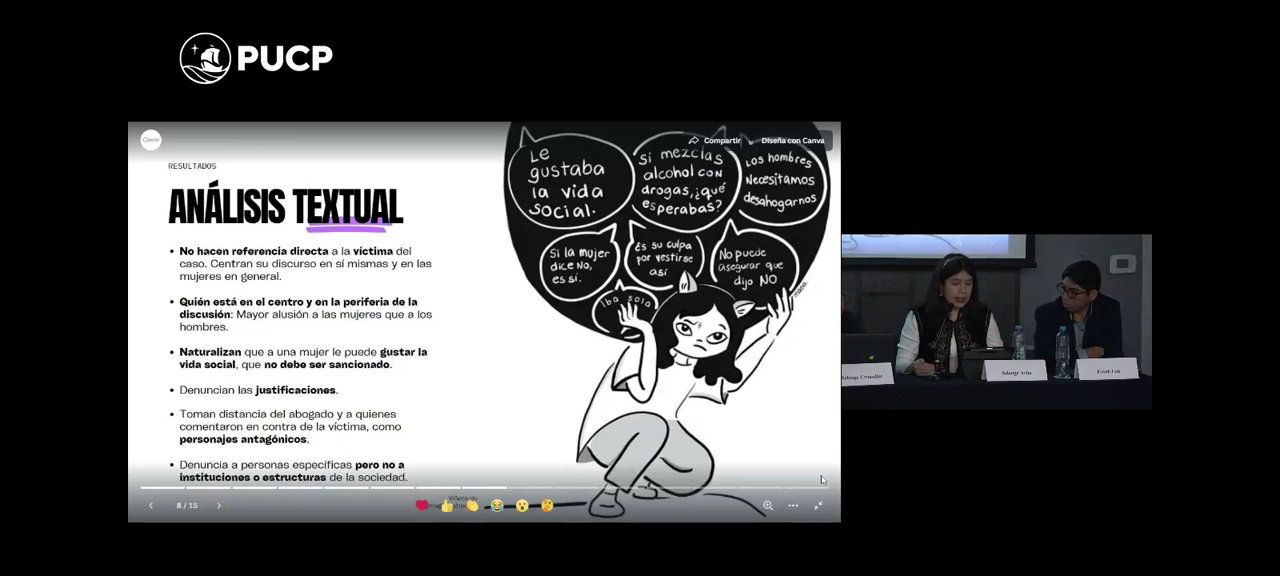 PUCP
Canva
Compartir
Diseña con Canva
RESULTADOS
ANÁLISIS TEXTUAL
• No hacen referencia directa a la víctima del
caso. Centran su discurso en sí mismas y en las
mujeres en general.
• Quién está en el centro y en la periferia de la
discusión: Mayor alusión a las mujeres que a los
hombres.
• Naturalizan que a una mujer le puede gustar la
vida social, que no debe ser sancionado.
• Denuncian las justificaciones.
• Toman distancia del abogado y a quienes
comentaron en contra de la víctima, como
personajes antagónicos.
• Denuncia a personas específicas pero no a
instituciones o estructuras de la sociedad.
Le
gustaba
la vida
social.
Si mezclas
alcohol con
drogas, ¿qué
esperabas?
Los hombres
Necesitamos
desahogarnos
Si la mujer
dice NO,
es sí.
Es su culpa
por vestirse
así.
No puede
asegurar que
dijo NO
Iba sola
8 / 15